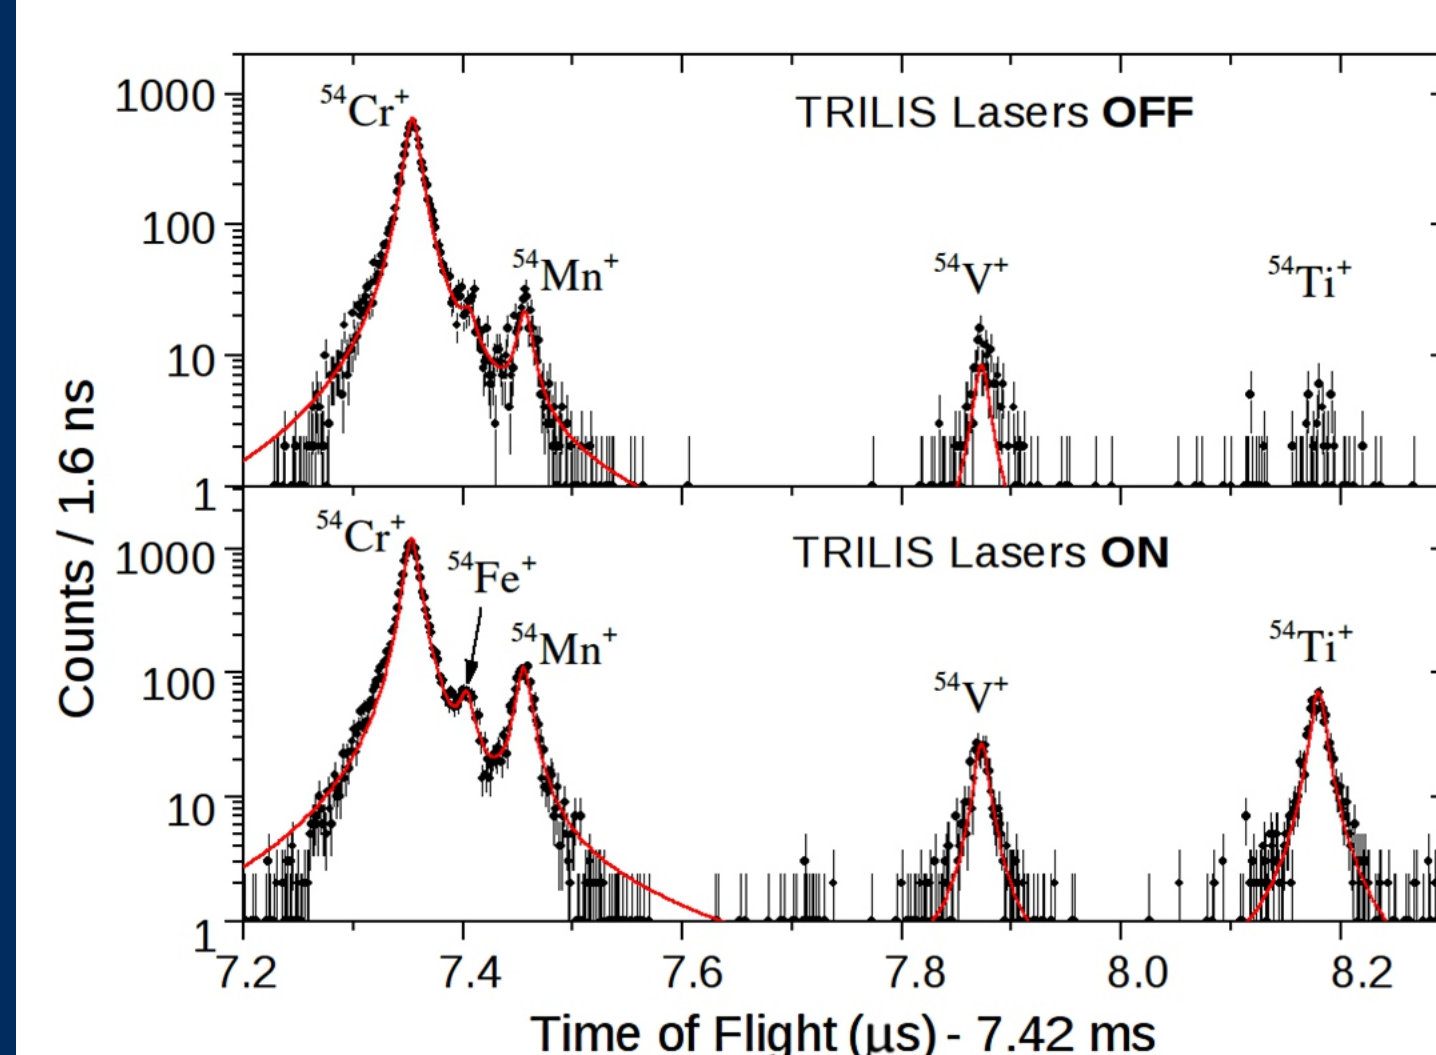 1000
100
10
1
⁵⁴Cr⁺
⁵⁴Mn⁺
TRILIS Lasers OFF
⁵⁴V⁺
⁵⁴Ti⁺
Counts / 1.6 ns
1000
100
10
1
⁵⁴Cr⁺
⁵⁴Fe⁺
⁵⁴Mn⁺
TRILIS Lasers ON
⁵⁴V⁺
⁵⁴Ti⁺
7.2 7.4 7.6 7.8 8.0 8.2
Time of Flight (µs) - 7.42 ms